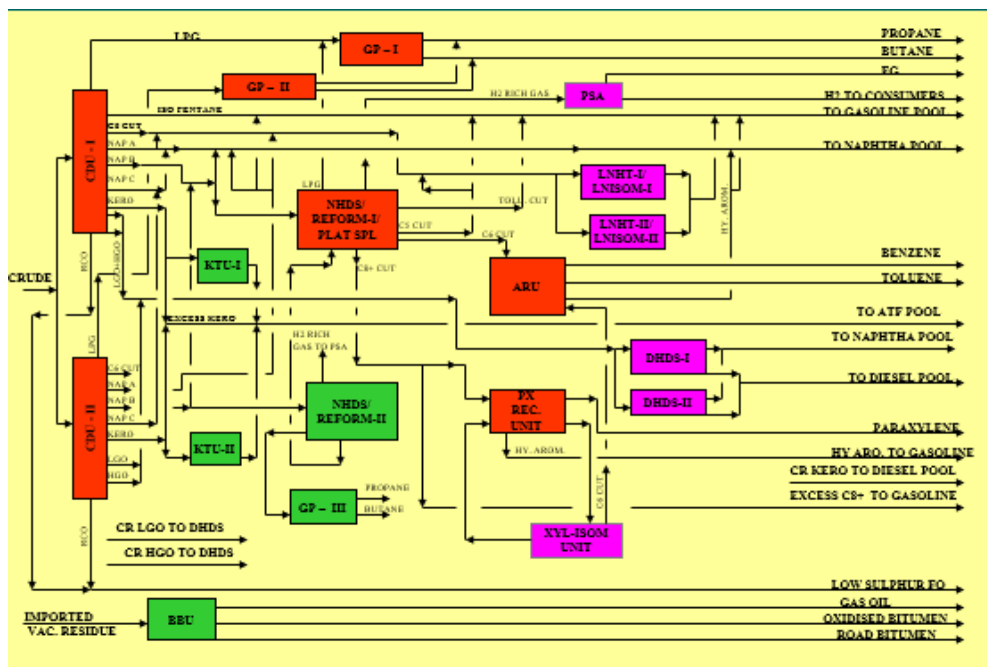 LPG
GP – I
PROPANE
BUTANE
GP – II
FG
H2 RICH GAS
PSA
H2 TO CONSUMERS
ISO PENTANE
TO GASOLINE POOL
CDU - I
NAP A
TO NAPHTHA POOL
NAP B
NAP C
KERO
LPG
NHDS/
REFORM-I/
PLAT SPL
TOLL. CUT
C5 CUT
C6 CUT
LNHT-I/
LNISOM-I
LNHT-II/
LNISOM-II
HY. AROM.
RCO
LGO+HGO
KTU-I
C8+ CUT
ARU
BENZENE
TOLUENE
CRUDE
EXCESS KERO
TO ATF POOL
LPG
H2 RICH
GAS TO PSA
TO NAPHTHA POOL
DHDS-I
DHDS-II
TO DIESEL POOL
CDU - II
C6 CUT
NAP A
NAP B
NAP C
KERO
LGO
HGO
KTU-II
NHDS/
REFORM-II
PX
REC.
UNIT
PARAXYLENE
HY. AROM.
HY ARO. TO GASOLINE
CR KERO TO DIESEL POOL
PROPANE
BUTANE
GP – III
EXCESS C8+ TO GASOLINE
RCO
XYL-ISOM
UNIT
CR LGO TO DHDS
CR HGO TO DHDS
LOW SULPHUR FO
GAS OIL
IMPORTED
VAC. RESIDUE
BBU
OXIDISED BITUMEN
ROAD BITUMEN